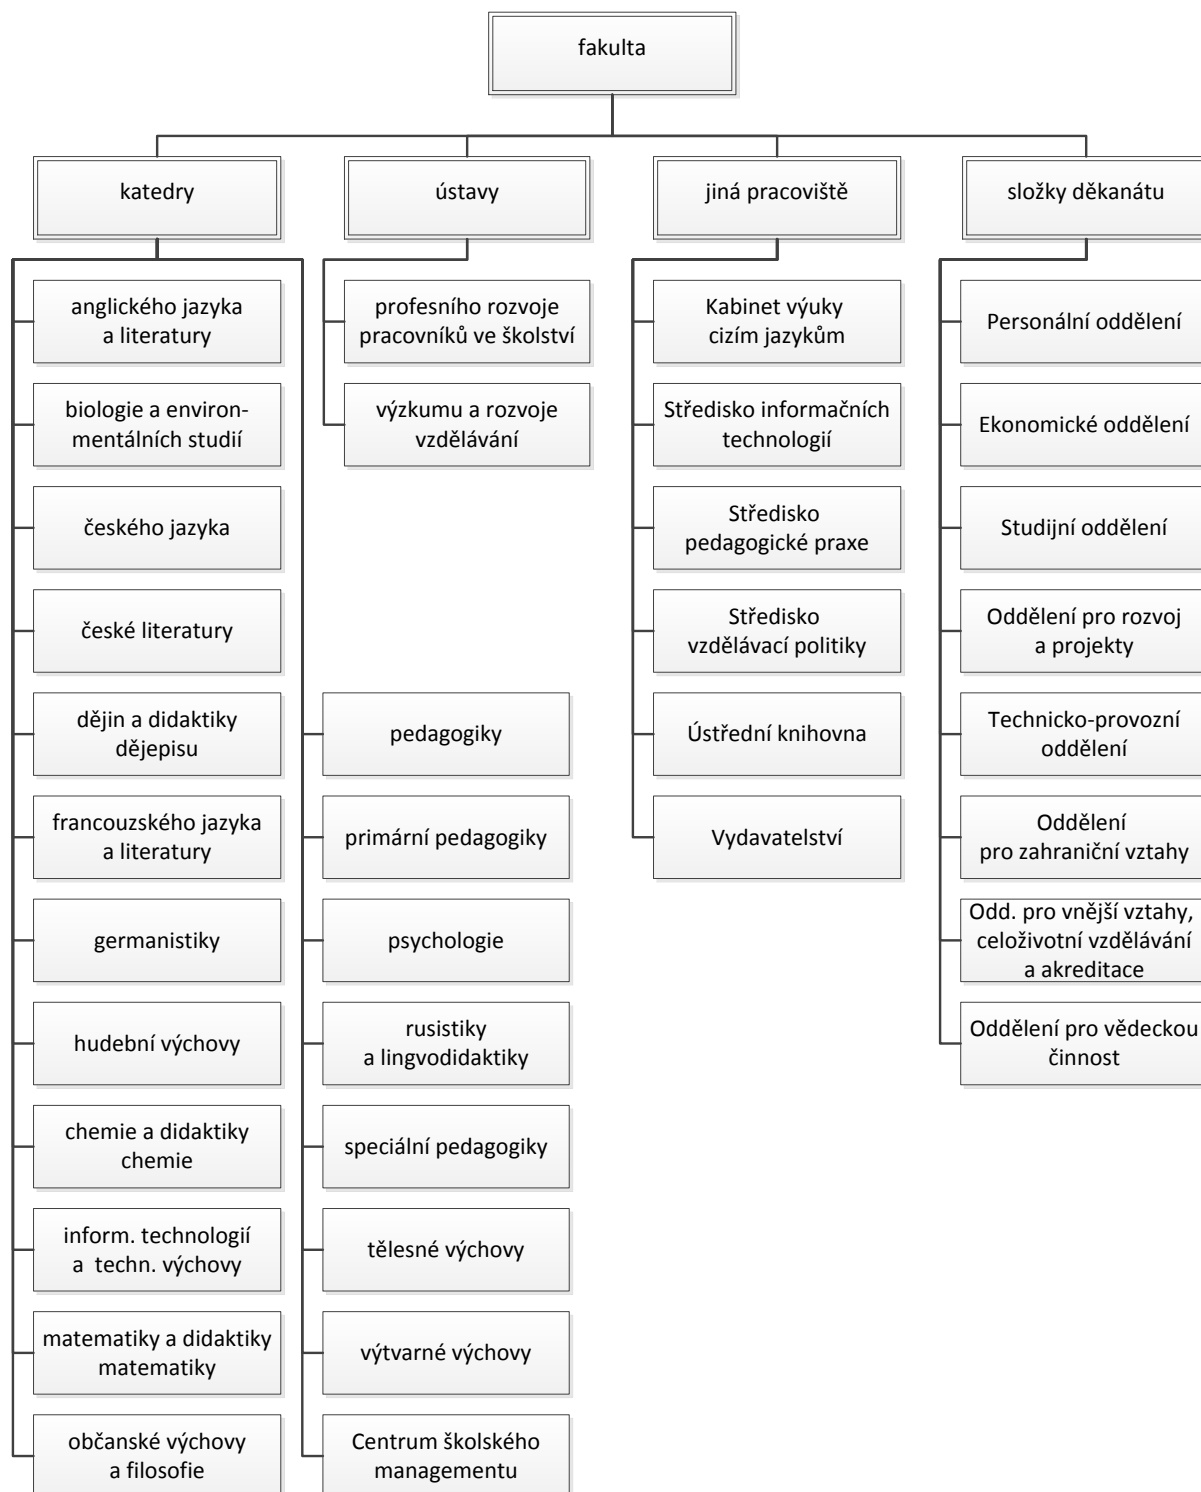 fakulta
katedry
ústavy
jiná pracoviště
složky děkanátu
anglického jazyka
a literatury
biologie a environ-
mentálních studií
českého jazyka
české literatury
dějin a didaktiky
dějepisu
francouzského jazyka
a literatury
germanistiky
hudební výchovy
chemie a didaktiky
chemie
inform. technologií
a techn. výchovy
matematiky a didaktiky
matematiky
občanské výchovy
a filosofie
pedagogiky
primární pedagogiky
psychologie
rusistiky
a lingvodidaktiky
speciální pedagogiky
tělesné výchovy
výtvarné výchovy
Centrum školského
managementu
profesního rozvoje
pracovníků ve školství
výzkumu a rozvoje
vzdělávání
Kabinet výuky
cizím jazykům
Středisko informačních
technologií
Středisko
pedagogické praxe
Středisko
vzdělávací politiky
Ústřední knihovna
Vydavatelství
Personální oddělení
Ekonomické oddělení
Studijní oddělení
Oddělení pro rozvoj
a projekty
Technicko-provozní
oddělení
Oddělení
pro zahraniční vztahy
Odd. pro vnější vztahy,
celoživotní vzdělávání
a akreditace
Oddělení pro vědeckou
činnost